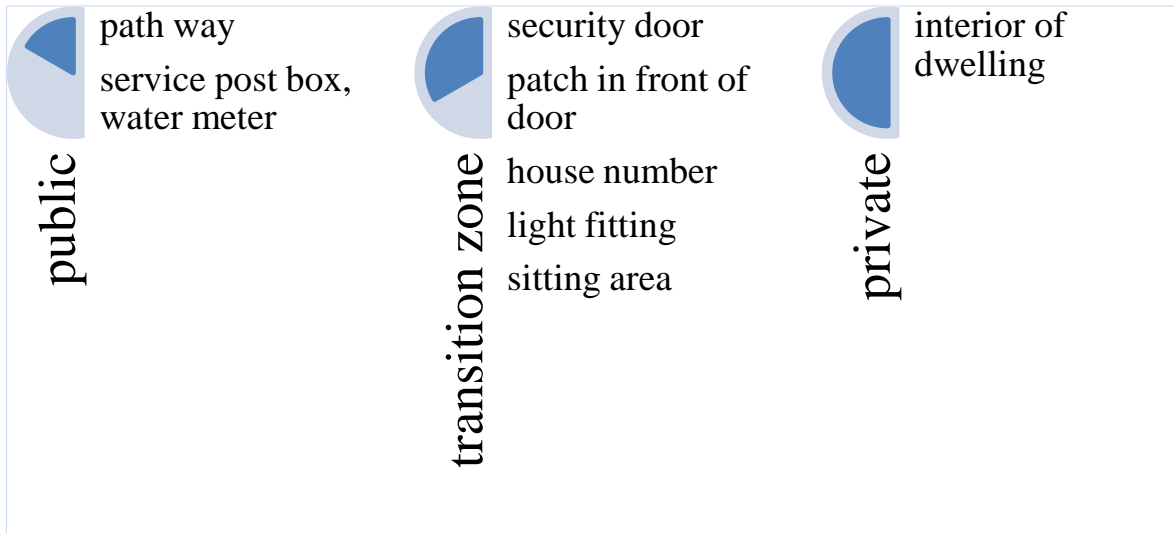 public
path way
service post box,
water meter
transition zone
security door
patch in front of
door
house number
light fitting
sitting area
private
interior of
dwelling